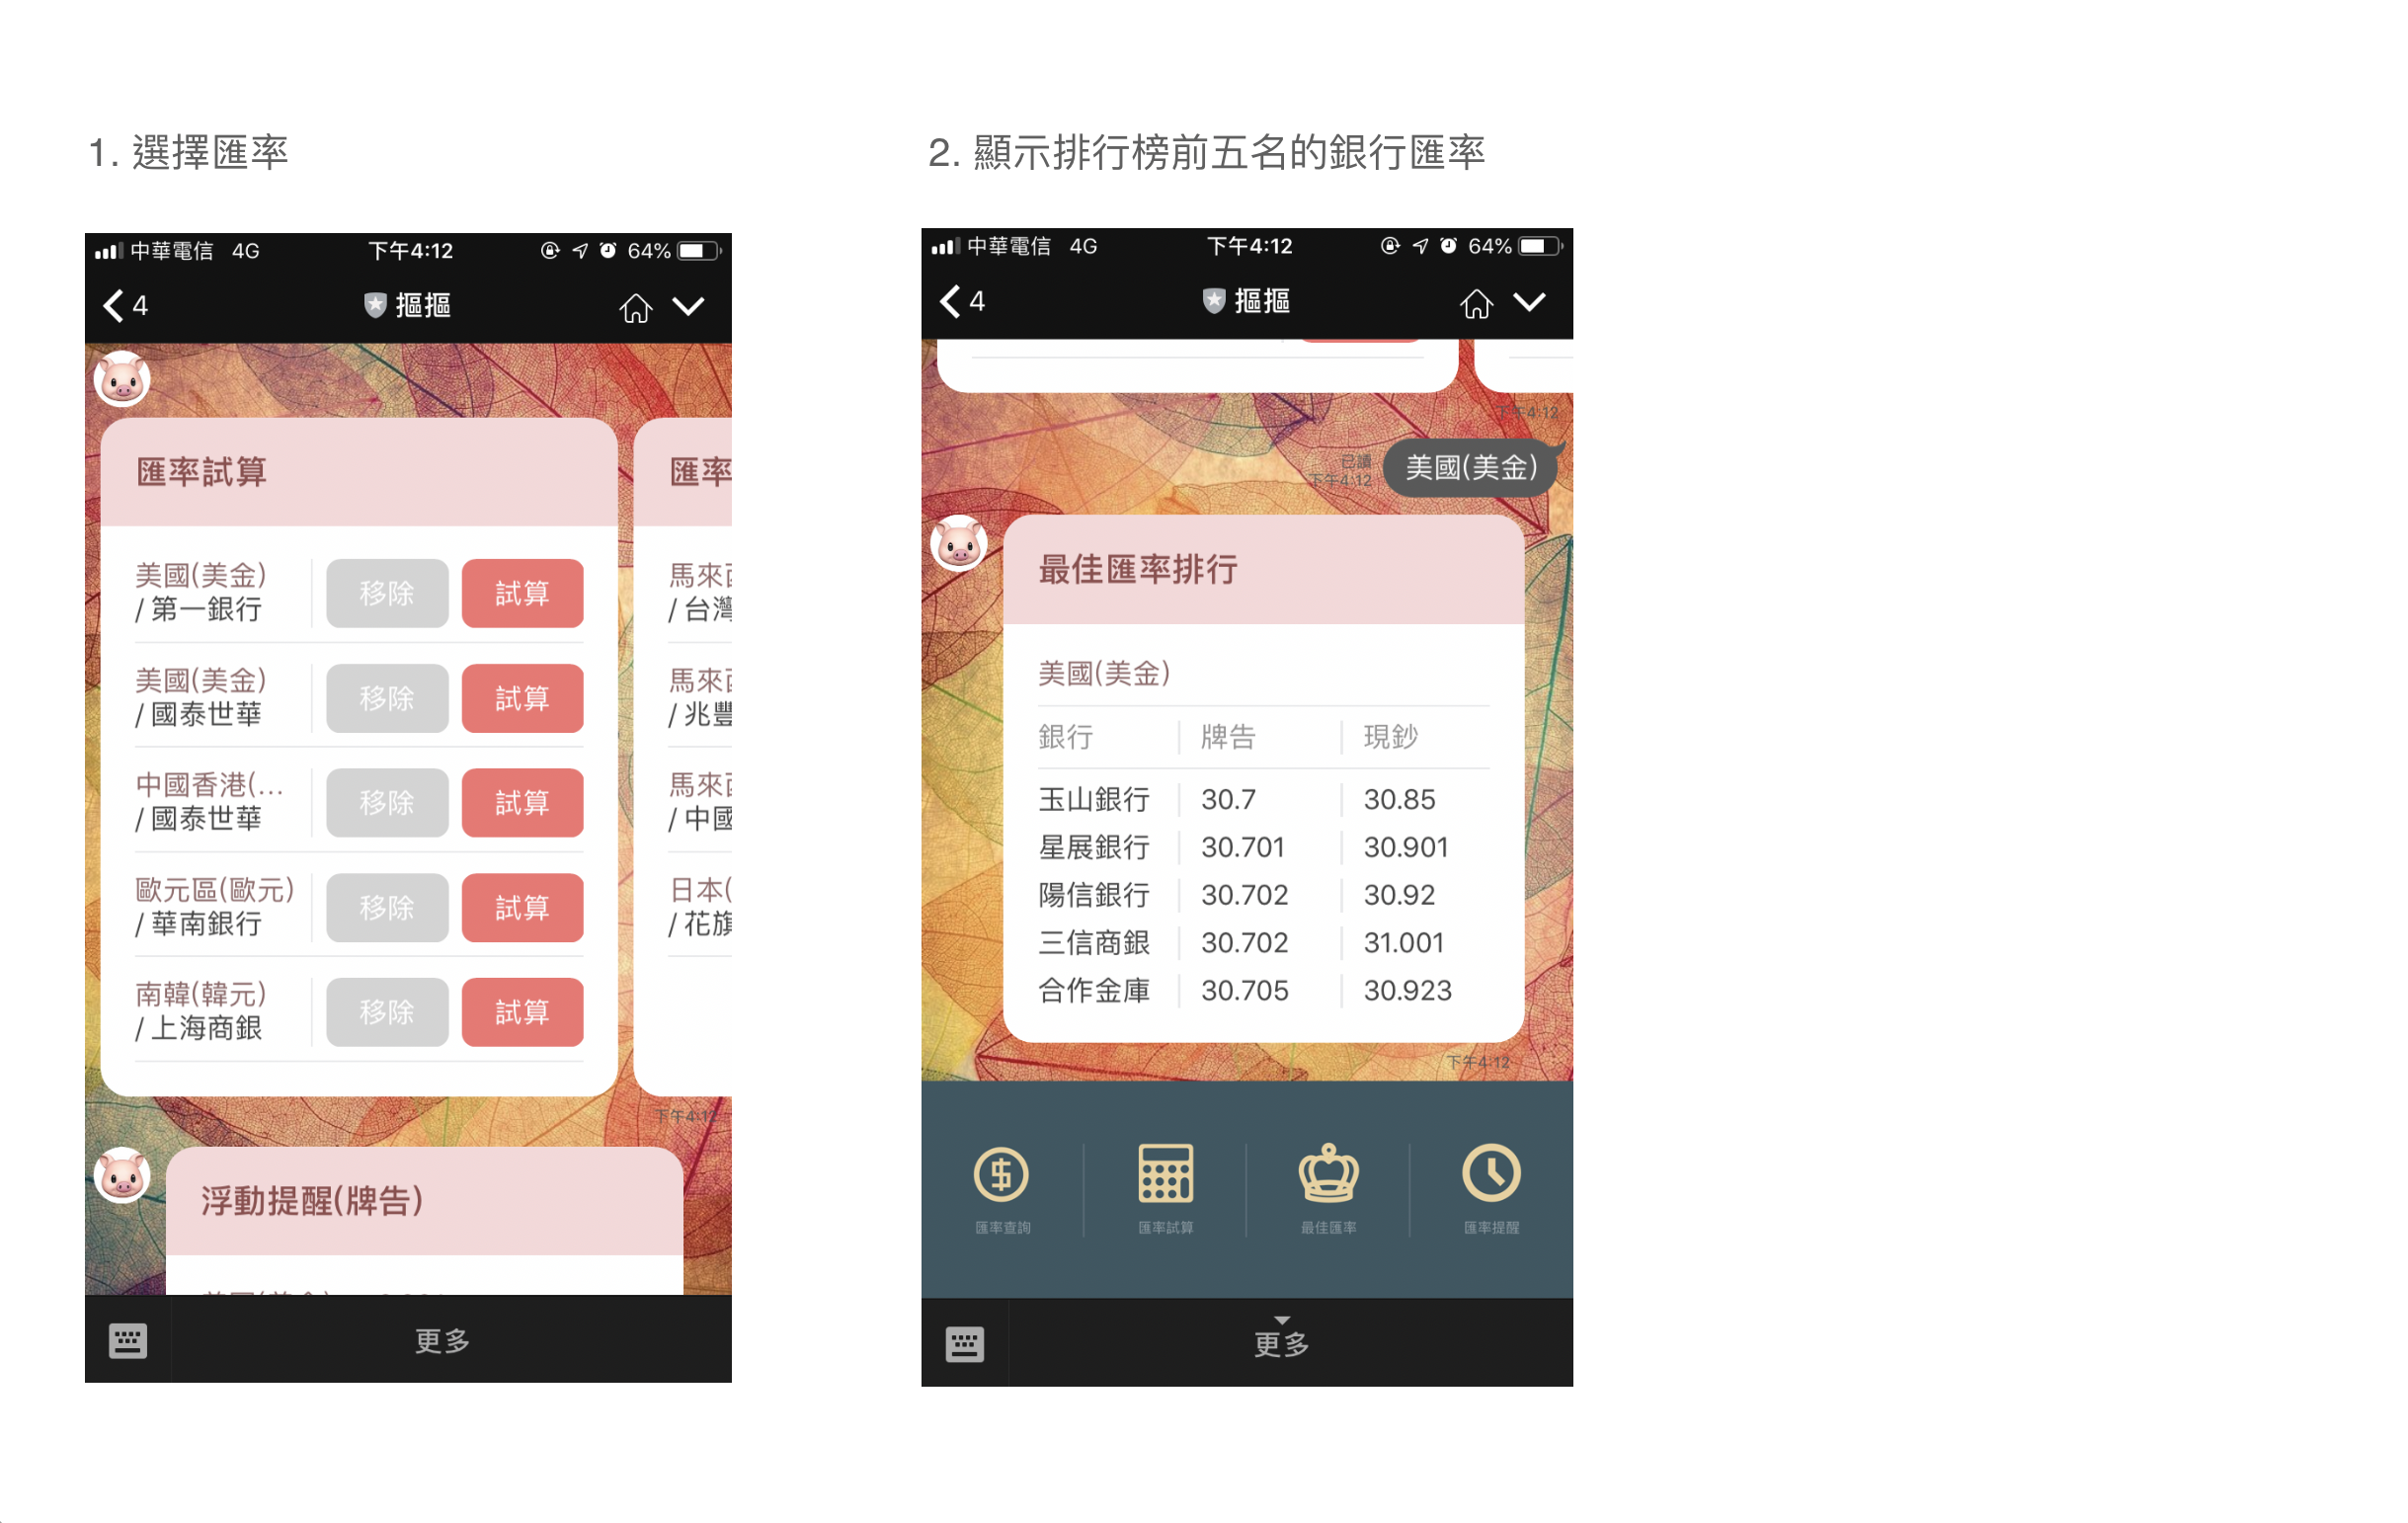 1. 選擇匯率
中華電信 4G 下午4:12 64%
4 摳摳
匯率試算
美國(美金)
/ 第一銀行
移除 試算
美國(美金)
/ 國泰世華
移除 試算
中國香港(...
/ 國泰世華
移除 試算
歐元區(歐元)
/ 華南銀行
移除 試算
南韓(韓元)
/ 上海商銀
移除 試算
匯率
馬來
/ 台灣
馬來
/ 兆豐
馬來
/ 中國
日本(
/ 花旗
下午4:12
浮動提醒(牌告)
更多
2. 顯示排行榜前五名的銀行匯率
中華電信 4G 下午4:12 64%
4 摳摳
下午4:12
已讀
下午4:12
美國(美金)
最佳匯率排行
美國(美金)
銀行 牌告 現鈔
玉山銀行 30.7 30.85
星展銀行 30.701 30.901
陽信銀行 30.702 30.92
三信商銀 30.702 31.001
合作金庫 30.705 30.923
下午4:12
匯率查詢 匯率試算 最佳匯率 匯率提醒
更多